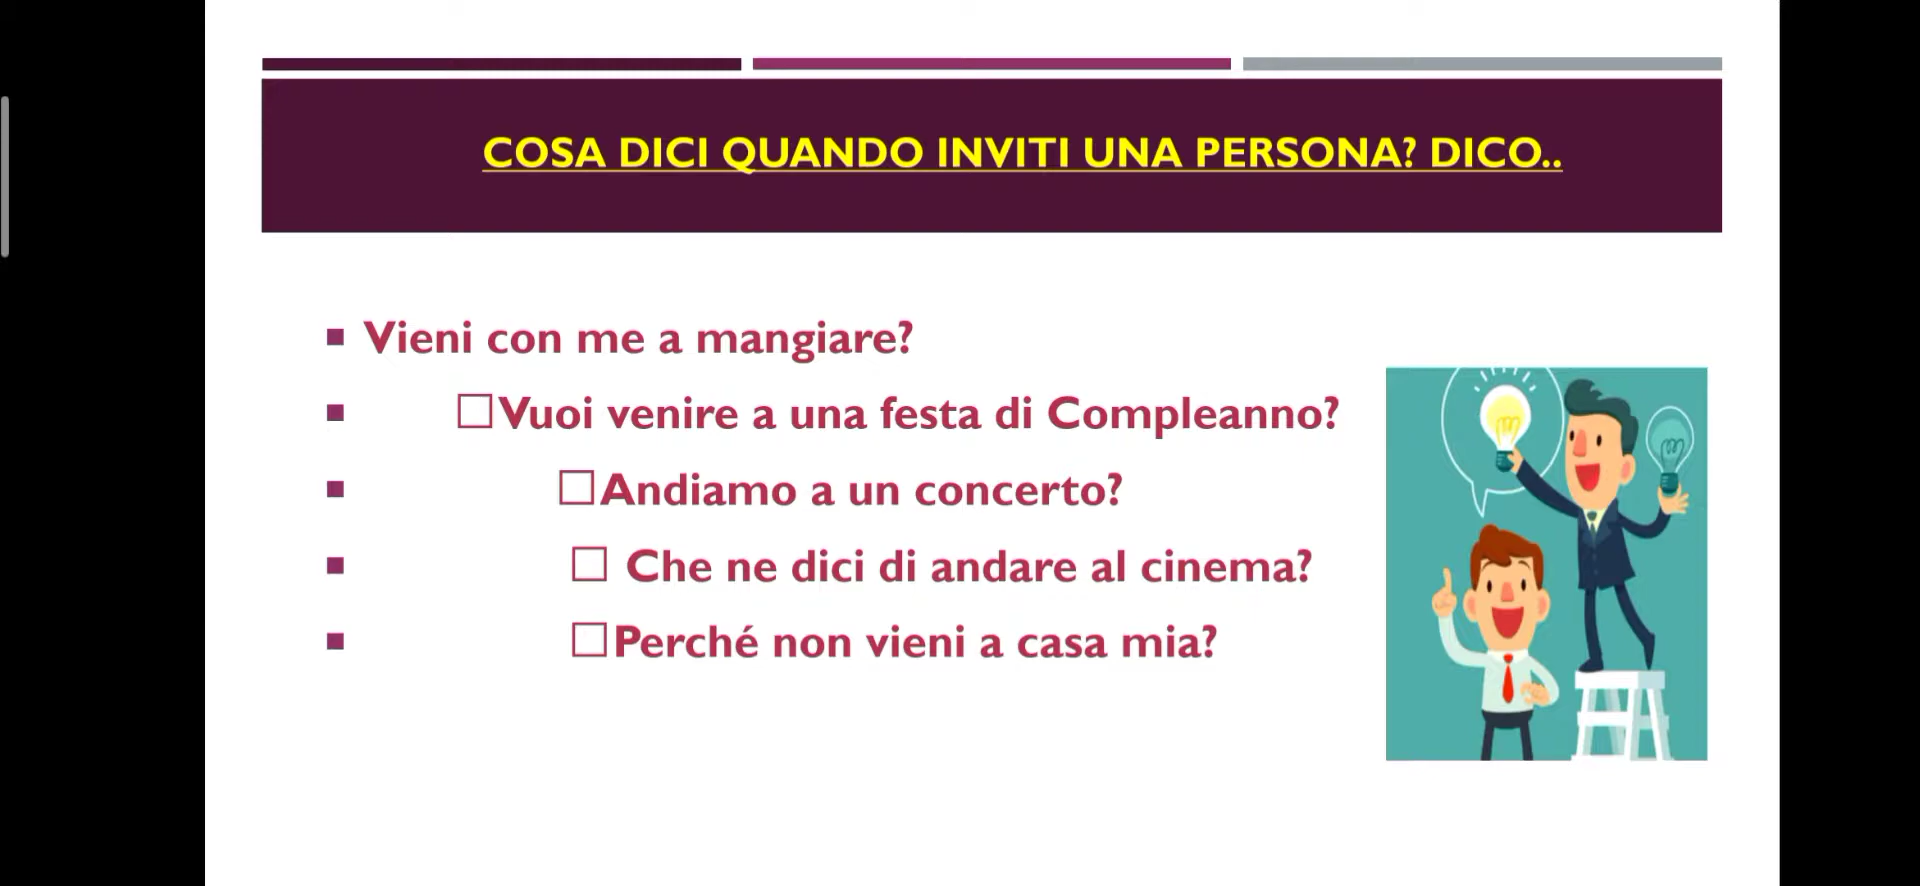 COSA DICI QUANDO INVITI UNA PERSONA? DICO..
Vieni con me a mangiare?
Vuoi venire a una festa di Compleanno?
Andiamo a un concerto?
Che ne dici di andare al cinema?
Perché non vieni a casa mia?